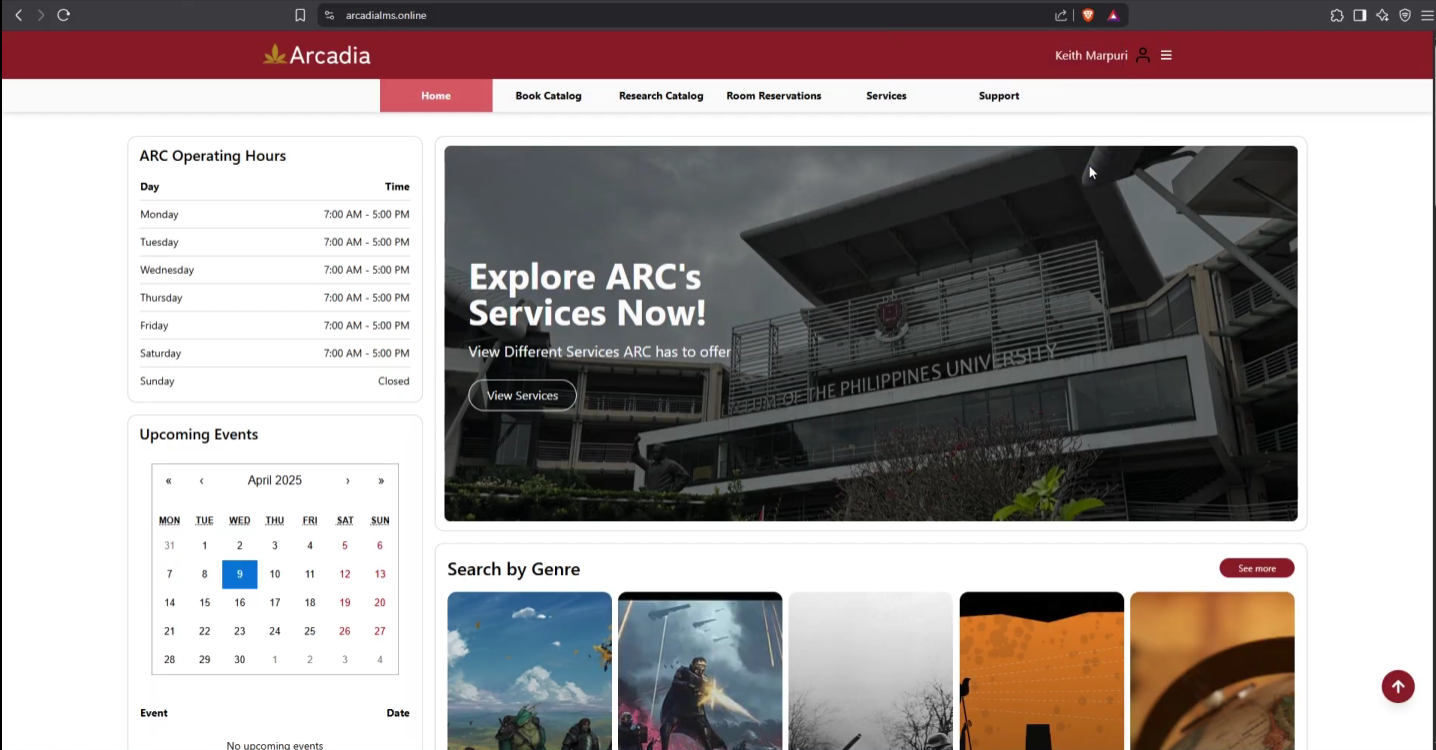 arcadialms.online
Arcadia
Keith Marpuri
Home Book Catalog Research Catalog Room Reservations Services Support
ARC Operating Hours
Day Time
Monday 7:00 AM - 5:00 PM
Tuesday 7:00 AM - 5:00 PM
Wednesday 7:00 AM - 5:00 PM
Thursday 7:00 AM - 5:00 PM
Friday 7:00 AM - 5:00 PM
Saturday 7:00 AM - 5:00 PM
Sunday Closed
Upcoming Events
« ‹ April 2025 › »
MON TUE WED THU FRI SAT SUN
31 1 2 3 4 5 6
7 8 9 10 11 12 13
14 15 16 17 18 19 20
21 22 23 24 25 26 27
28 29 30 1 2 3 4
Event Date
No upcoming events
Explore ARC's
Services Now!
View Different Services ARC has to offer
View Services
OF THE PHILIPPINES UNIVERSITY
Search by Genre
See more